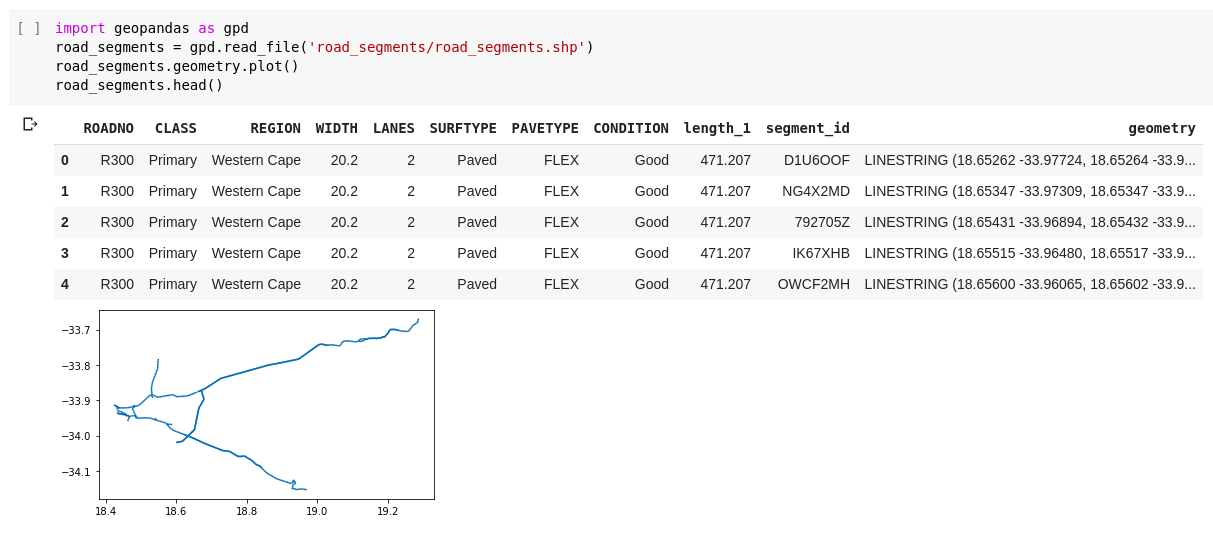 [ ] import geopandas as gpd
road_segments = gpd.read_file('road_segments/road_segments.shp')
road_segments.geometry.plot()
road_segments.head()
ROADNO CLASS REGION WIDTH LANES SURFTYPE PAVETYPE CONDITION length_1 segment_id geometry
0 R300 Primary Western Cape 20.2 2 Paved FLEX Good 471.207 D1U6OOF LINESTRING (18.65262 -33.97724, 18.65264 -33.9...
1 R300 Primary Western Cape 20.2 2 Paved FLEX Good 471.207 NG4X2MD LINESTRING (18.65347 -33.97309, 18.65347 -33.9...
2 R300 Primary Western Cape 20.2 2 Paved FLEX Good 471.207 792705Z LINESTRING (18.65431 -33.96894, 18.65432 -33.9...
3 R300 Primary Western Cape 20.2 2 Paved FLEX Good 471.207 IK67XHB LINESTRING (18.65515 -33.96480, 18.65517 -33.9...
4 R300 Primary Western Cape 20.2 2 Paved FLEX Good 471.207 OWCF2MH LINESTRING (18.65600 -33.96065, 18.65602 -33.9...
−33.7
−33.8
−33.9
−34.0
−34.1
18.4 18.6 18.8 19.0 19.2